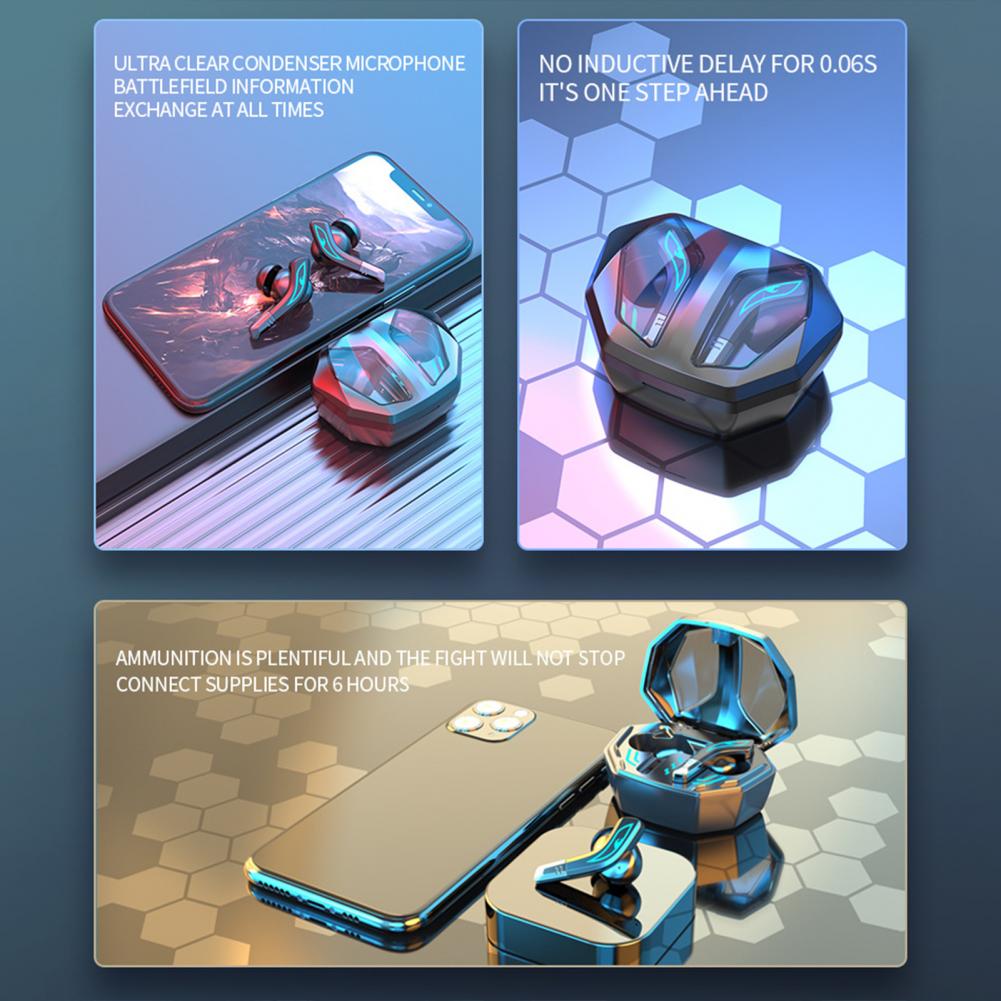 ULTRA CLEAR CONDENSER MICROPHONE
BATTLEFIELD INFORMATION
EXCHANGE AT ALL TIMES
NO INDUCTIVE DELAY FOR 0.06S
IT'S ONE STEP AHEAD
AMMUNITION IS PLENTIFUL AND THE FIGHT WILL NOT STOP
CONNECT SUPPLIES FOR 6 HOURS